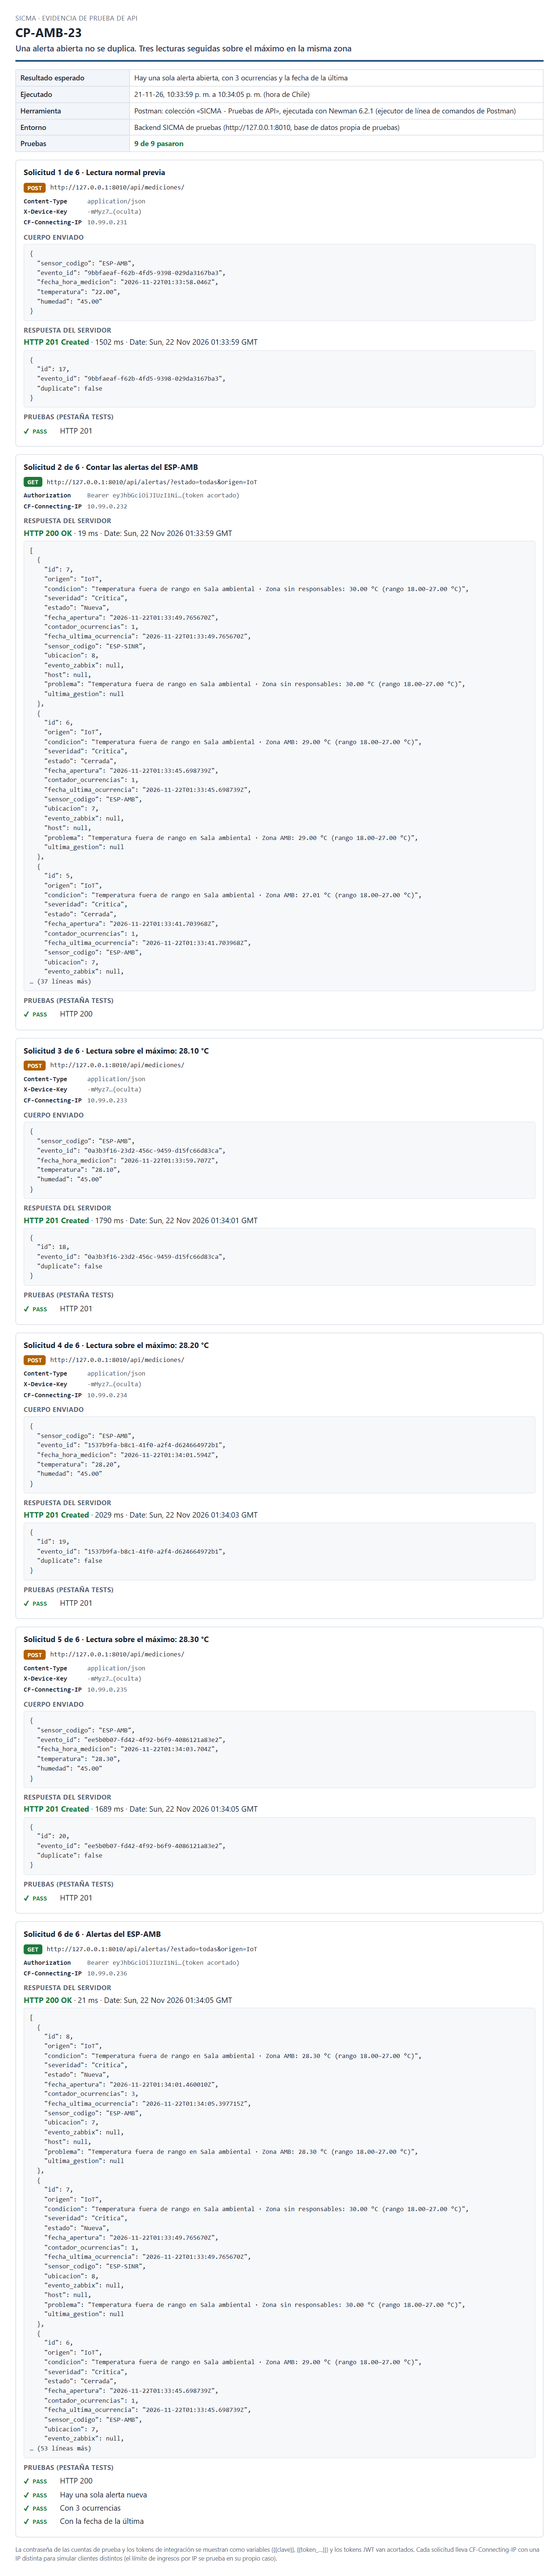 SICMA · EVIDENCIA DE PRUEBA DE API
CP-AMB-23
Una alerta abierta no se duplica. Tres lecturas seguidas sobre el máximo en la misma zona
Resultado esperado Hay una sola alerta abierta, con 3 ocurrencias y la fecha de la última
Ejecutado 21-11-26, 10:33:59 p. m. a 10:34:05 p. m. (hora de Chile)
Herramienta Postman: colección «SICMA - Pruebas de API», ejecutada con Newman 6.2.1 (ejecutor de línea de comandos de Postman)
Entorno Backend SICMA de pruebas (http://127.0.0.1:8010, base de datos propia de pruebas)
Pruebas 9 de 9 pasaron
Solicitud 1 de 6 · Lectura normal previa
POST http://127.0.0.1:8010/api/mediciones/
Content-Type application/json
X-Device-Key -mMyz7…(oculta)
CF-Connecting-IP 10.99.0.231
CUERPO ENVIADO
{
"sensor_codigo": "ESP-AMB",
"evento_id": "9bbfaeaf-f62b-4fd5-9398-029da3167ba3",
"fecha_hora_medicion": "2026-11-22T01:33:58.046Z",
"temperatura": "22.00",
"humedad": "45.00"
}
RESPUESTA DEL SERVIDOR
HTTP 201 Created · 1502 ms · Date: Sun, 22 Nov 2026 01:33:59 GMT
{
"id": 17,
"evento_id": "9bbfaeaf-f62b-4fd5-9398-029da3167ba3",
"duplicate": false
}
PRUEBAS (PESTAÑA TESTS)
✓ PASS HTTP 201
Solicitud 2 de 6 · Contar las alertas del ESP-AMB
GET http://127.0.0.1:8010/api/alertas/?estado=todas&origen=IoT
Authorization Bearer eyJhbGciOiJIUzI1Ni…(token acortado)
CF-Connecting-IP 10.99.0.232
RESPUESTA DEL SERVIDOR
HTTP 200 OK · 19 ms · Date: Sun, 22 Nov 2026 01:33:59 GMT
[
{
"id": 7,
"origen": "IoT",
"condicion": "Temperatura fuera de rango en Sala ambiental · Zona sin responsables: 30.00 °C (rango 18.00–27.00 °C)",
"severidad": "Critica",
"estado": "Nueva",
"fecha_apertura": "2026-11-22T01:33:49.765670Z",
"contador_ocurrencias": 1,
"fecha_ultima_ocurrencia": "2026-11-22T01:33:49.765670Z",
"sensor_codigo": "ESP-SINR",
"ubicacion": 8,
"evento_zabbix": null,
"host": null,
"problema": "Temperatura fuera de rango en Sala ambiental · Zona sin responsables: 30.00 °C (rango 18.00–27.00 °C)",
"ultima_gestion": null
},
{
"id": 6,
"origen": "IoT",
"condicion": "Temperatura fuera de rango en Sala ambiental · Zona AMB: 29.00 °C (rango 18.00–27.00 °C)",
"severidad": "Critica",
"estado": "Cerrada",
"fecha_apertura": "2026-11-22T01:33:45.698739Z",
"contador_ocurrencias": 1,
"fecha_ultima_ocurrencia": "2026-11-22T01:33:45.698739Z",
"sensor_codigo": "ESP-AMB",
"ubicacion": 7,
"evento_zabbix": null,
"host": null,
"problema": "Temperatura fuera de rango en Sala ambiental · Zona AMB: 29.00 °C (rango 18.00–27.00 °C)",
"ultima_gestion": null
},
{
"id": 5,
"origen": "IoT",
"condicion": "Temperatura fuera de rango en Sala ambiental · Zona AMB: 27.01 °C (rango 18.00–27.00 °C)",
"severidad": "Critica",
"estado": "Cerrada",
"fecha_apertura": "2026-11-22T01:33:41.703968Z",
"contador_ocurrencias": 1,
"fecha_ultima_ocurrencia": "2026-11-22T01:33:41.703968Z",
"sensor_codigo": "ESP-AMB",
"ubicacion": 7,
"evento_zabbix": null,
… (37 líneas más)
PRUEBAS (PESTAÑA TESTS)
✓ PASS HTTP 200
Solicitud 3 de 6 · Lectura sobre el máximo: 28.10 °C
POST http://127.0.0.1:8010/api/mediciones/
Content-Type application/json
X-Device-Key -mMyz7…(oculta)
CF-Connecting-IP 10.99.0.233
CUERPO ENVIADO
{
"sensor_codigo": "ESP-AMB",
"evento_id": "0a3b3f16-23d2-456c-9459-d15fc66d83ca",
"fecha_hora_medicion": "2026-11-22T01:33:59.707Z",
"temperatura": "28.10",
"humedad": "45.00"
}
RESPUESTA DEL SERVIDOR
HTTP 201 Created · 1790 ms · Date: Sun, 22 Nov 2026 01:34:01 GMT
{
"id": 18,
"evento_id": "0a3b3f16-23d2-456c-9459-d15fc66d83ca",
"duplicate": false
}
PRUEBAS (PESTAÑA TESTS)
✓ PASS HTTP 201
Solicitud 4 de 6 · Lectura sobre el máximo: 28.20 °C
POST http://127.0.0.1:8010/api/mediciones/
Content-Type application/json
X-Device-Key -mMyz7…(oculta)
CF-Connecting-IP 10.99.0.234
CUERPO ENVIADO
{
"sensor_codigo": "ESP-AMB",
"evento_id": "1537b9fa-b8c1-41f0-a2f4-d624664972b1",
"fecha_hora_medicion": "2026-11-22T01:34:01.594Z",
"temperatura": "28.20",
"humedad": "45.00"
}
RESPUESTA DEL SERVIDOR
HTTP 201 Created · 2029 ms · Date: Sun, 22 Nov 2026 01:34:03 GMT
{
"id": 19,
"evento_id": "1537b9fa-b8c1-41f0-a2f4-d624664972b1",
"duplicate": false
}
PRUEBAS (PESTAÑA TESTS)
✓ PASS HTTP 201
Solicitud 5 de 6 · Lectura sobre el máximo: 28.30 °C
POST http://127.0.0.1:8010/api/mediciones/
Content-Type application/json
X-Device-Key -mMyz7…(oculta)
CF-Connecting-IP 10.99.0.235
CUERPO ENVIADO
{
"sensor_codigo": "ESP-AMB",
"evento_id": "ee5b0b07-fd42-4f92-b6f9-4086121a83e2",
"fecha_hora_medicion": "2026-11-22T01:34:03.704Z",
"temperatura": "28.30",
"humedad": "45.00"
}
RESPUESTA DEL SERVIDOR
HTTP 201 Created · 1689 ms · Date: Sun, 22 Nov 2026 01:34:05 GMT
{
"id": 20,
"evento_id": "ee5b0b07-fd42-4f92-b6f9-4086121a83e2",
"duplicate": false
}
PRUEBAS (PESTAÑA TESTS)
✓ PASS HTTP 201
Solicitud 6 de 6 · Alertas del ESP-AMB
GET http://127.0.0.1:8010/api/alertas/?estado=todas&origen=IoT
Authorization Bearer eyJhbGciOiJIUzI1Ni…(token acortado)
CF-Connecting-IP 10.99.0.236
RESPUESTA DEL SERVIDOR
HTTP 200 OK · 21 ms · Date: Sun, 22 Nov 2026 01:34:05 GMT
[
{
"id": 8,
"origen": "IoT",
"condicion": "Temperatura fuera de rango en Sala ambiental · Zona AMB: 28.30 °C (rango 18.00–27.00 °C)",
"severidad": "Critica",
"estado": "Nueva",
"fecha_apertura": "2026-11-22T01:34:01.460010Z",
"contador_ocurrencias": 3,
"fecha_ultima_ocurrencia": "2026-11-22T01:34:05.397715Z",
"sensor_codigo": "ESP-AMB",
"ubicacion": 7,
"evento_zabbix": null,
"host": null,
"problema": "Temperatura fuera de rango en Sala ambiental · Zona AMB: 28.30 °C (rango 18.00–27.00 °C)",
"ultima_gestion": null
},
{
"id": 7,
"origen": "IoT",
"condicion": "Temperatura fuera de rango en Sala ambiental · Zona sin responsables: 30.00 °C (rango 18.00–27.00 °C)",
"severidad": "Critica",
"estado": "Nueva",
"fecha_apertura": "2026-11-22T01:33:49.765670Z",
"contador_ocurrencias": 1,
"fecha_ultima_ocurrencia": "2026-11-22T01:33:49.765670Z",
"sensor_codigo": "ESP-SINR",
"ubicacion": 8,
"evento_zabbix": null,
"host": null,
"problema": "Temperatura fuera de rango en Sala ambiental · Zona sin responsables: 30.00 °C (rango 18.00–27.00 °C)",
"ultima_gestion": null
},
{
"id": 6,
"origen": "IoT",
"condicion": "Temperatura fuera de rango en Sala ambiental · Zona AMB: 29.00 °C (rango 18.00–27.00 °C)",
"severidad": "Critica",
"estado": "Cerrada",
"fecha_apertura": "2026-11-22T01:33:45.698739Z",
"contador_ocurrencias": 1,
"fecha_ultima_ocurrencia": "2026-11-22T01:33:45.698739Z",
"sensor_codigo": "ESP-AMB",
"ubicacion": 7,
"evento_zabbix": null,
… (53 líneas más)
PRUEBAS (PESTAÑA TESTS)
✓ PASS HTTP 200
✓ PASS Hay una sola alerta nueva
✓ PASS Con 3 ocurrencias
✓ PASS Con la fecha de la última
La contraseña de las cuentas de prueba y los tokens de integración se muestran como variables ({{clave}}, {{token_…}}) y los tokens JWT van acortados. Cada solicitud lleva CF-Connecting-IP con una
IP distinta para simular clientes distintos (el límite de ingresos por IP se prueba en su propio caso).